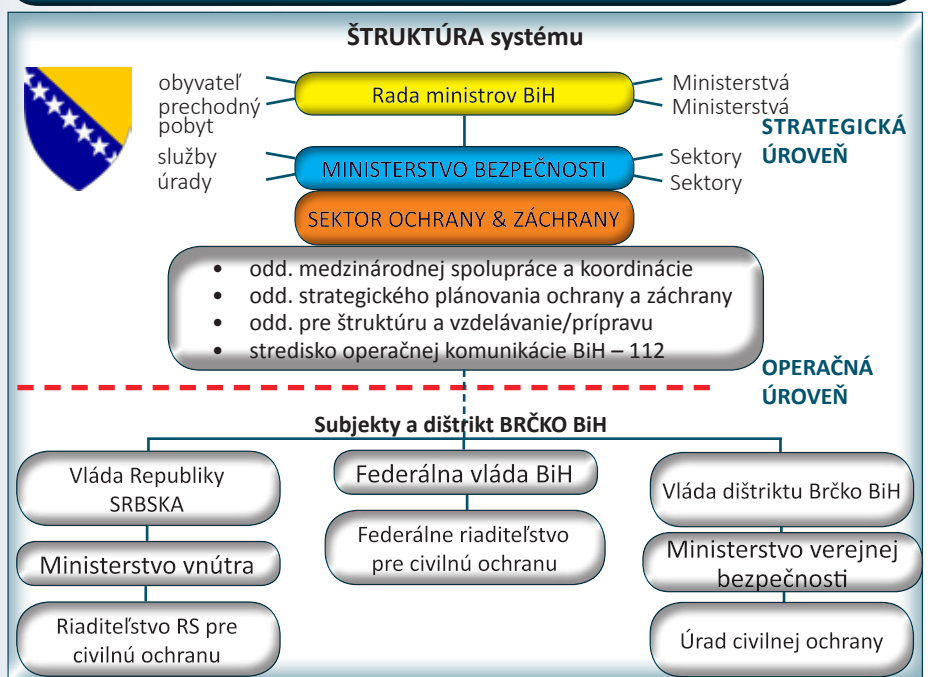 ŠTRUKTÚRA systému
obyvateľ
prechodný
pobyt
Rada ministrov BiH
Ministerstvá
Ministerstvá
STRATEGICKÁ
ÚROVEŇ
služby
úrady
MINISTERSTVO BEZPEČNOSTI
Sektory
Sektory
SEKTOR OCHRANY & ZÁCHRANY
• odd. medzinárodnej spolupráce a koordinácie
• odd. strategického plánovania ochrany a záchrany
• odd. pre štruktúru a vzdelávanie/prípravu
• stredisko operačnej komunikácie BiH – 112
OPERAČNÁ
ÚROVEŇ
Subjekty a dištrikt BRČKO BiH
Vláda Republiky
SRBSKA
Ministerstvo vnútra
Riaditeľstvo RS pre
civilnú ochranu
Federálna vláda BiH
Federálne riaditeľstvo
pre civilnú ochranu
Vláda dištriktu Brčko BiH
Ministerstvo verejnej
bezpečnosti
Úrad civilnej ochrany